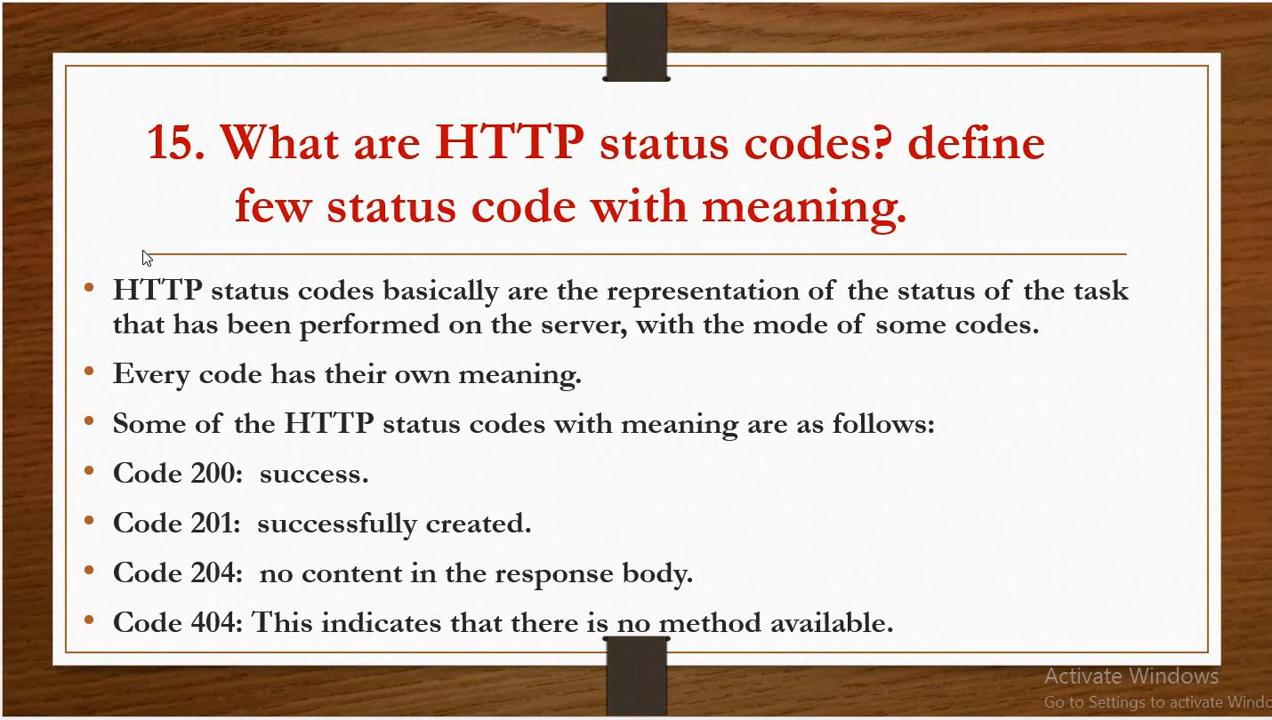 15. What are HTTP status codes? define
few status code with meaning.
• HTTP status codes basically are the representation of the status of the task
that has been performed on the server, with the mode of some codes.
• Every code has their own meaning.
• Some of the HTTP status codes with meaning are as follows:
• Code 200: success.
• Code 201: successfully created.
• Code 204: no content in the response body.
• Code 404: This indicates that there is no method available.
Activate Windows
Go to Settings to activate Windo